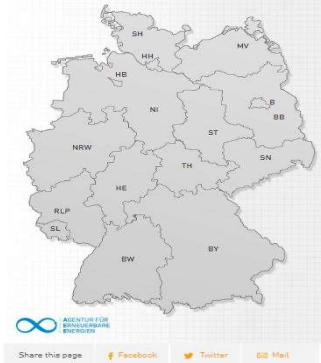 SH
MV
HH
HB
NI
B
BB
ST
NRW
SN
TH
HE
RLP
SL
BW
BY
AGENTUR FÜR
ERNEUERBARE
ENERGIEN
Share this page Facebook Twitter Mail